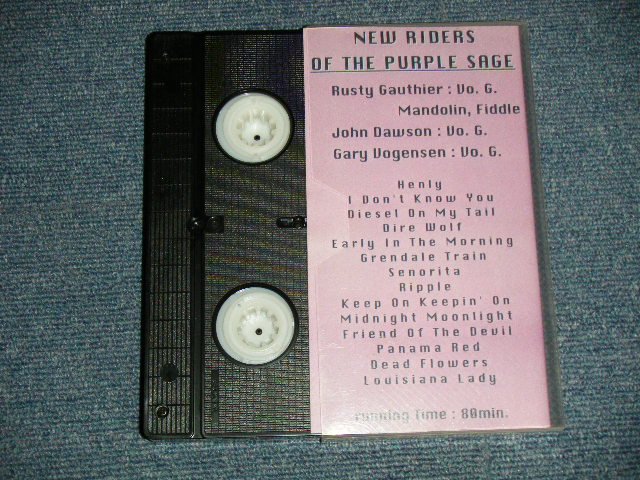 NEW RIDERS
OF THE PURPLE SAGE
Rusty Gauthier : Vo. G.
Mandolin, Fiddle
John Dawson : Vo. G.
Gary Vogensen : Vo. G.
Henly
I Don't Know You
Diesel On My Tail
Dire Wolf
Early In The Morning
Grendale Train
Senorita
Ripple
Keep On Keepin' On
Midnight Moonlight
Friend Of The Devil
Panama Red
Dead Flowers
Louisiana Lady
running time : 80min.